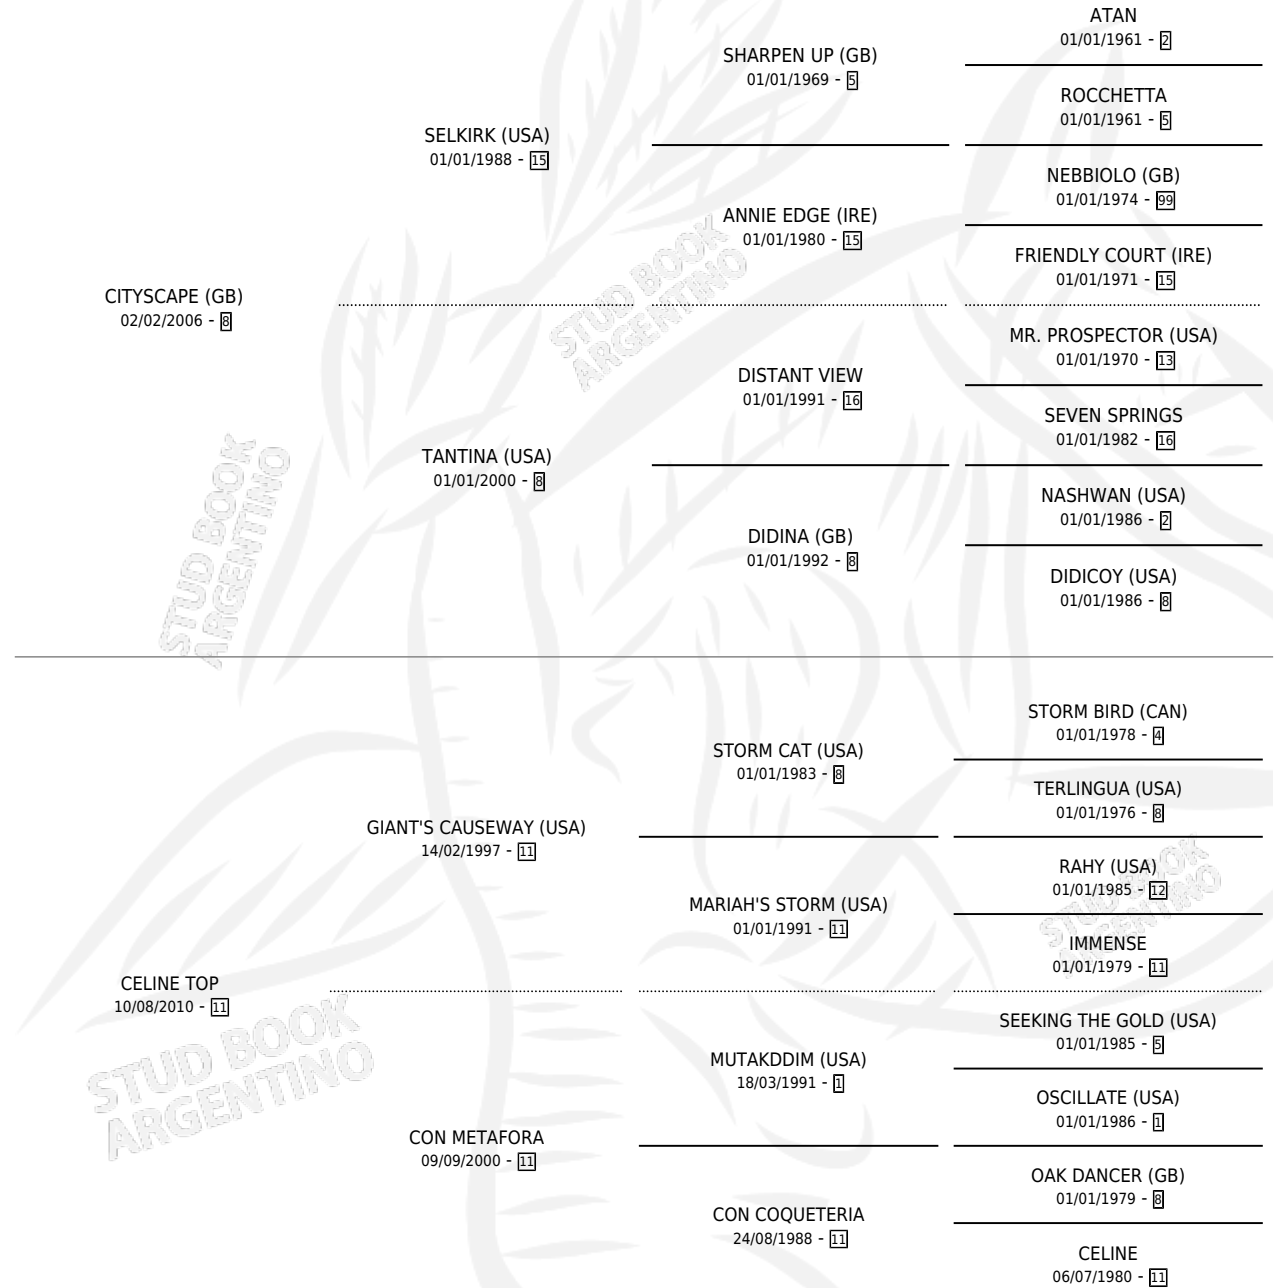 ATAN
01/01/1961 - 2
SHARPEN UP (GB)
01/01/1969 - 5
ROCCHETTA
01/01/1961 - 5
SELKIRK (USA)
01/01/1988 - 15
NEBBIOLO (GB)
01/01/1974 - 99
ANNIE EDGE (IRE)
01/01/1980 - 15
FRIENDLY COURT (IRE)
01/01/1971 - 15
CITYSCAPE (GB)
02/02/2006 - 8
STUD BOOK
ARGENTINO
MR. PROSPECTOR (USA)
01/01/1970 - 13
DISTANT VIEW
01/01/1991 - 16
SEVEN SPRINGS
01/01/1982 - 16
TANTINA (USA)
01/01/2000 - 8
NASHWAN (USA)
01/01/1986 - 2
DIDINA (GB)
01/01/1992 - 8
DIDICOY (USA)
01/01/1986 - 8
STUD BOOK
ARGENTINO
STORM BIRD (CAN)
01/01/1978 - 4
STORM CAT (USA)
01/01/1983 - 8
TERLINGUA (USA)
01/01/1976 - 8
GIANT'S CAUSEWAY (USA)
14/02/1997 - 11
RAHY (USA)
01/01/1985 - 12
MARIAH'S STORM (USA)
01/01/1991 - 11
STUD BOOK
ARGENTINO
IMMENSE
01/01/1979 - 11
CELINE TOP
10/08/2010 - 11
SEEKING THE GOLD (USA)
01/01/1985 - 5
MUTAKDDIM (USA)
18/03/1991 - 1
STUD BOOK
ARGENTINO
OSCILLATE (USA)
01/01/1986 - 1
CON METAFORA
09/09/2000 - 11
OAK DANCER (GB)
01/01/1979 - 8
CON COQUETERIA
24/08/1988 - 11
CELINE
06/07/1980 - 11